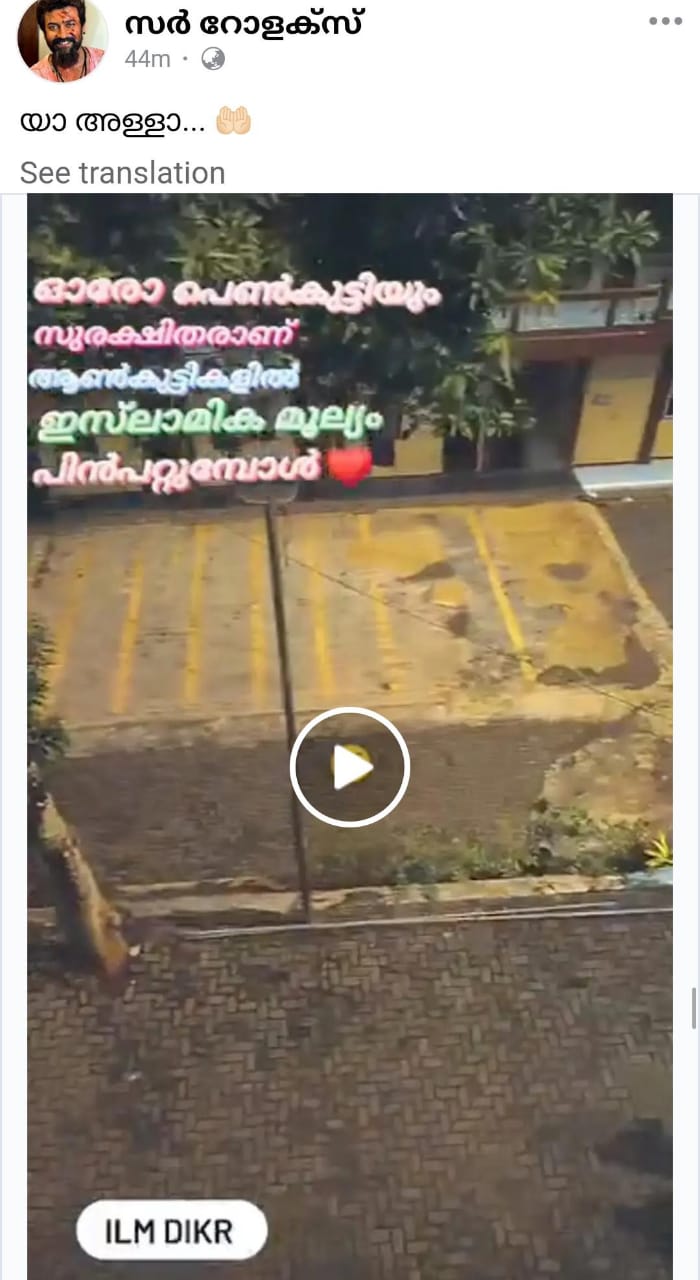 സർ റോളക്സ്
44m ·
യാ അള്ളാ... 🤲🏻
See translation
ഓരോ പെൺകുട്ടിയും
സുരക്ഷിതരാണ്
ആൺകുട്ടികളിൽ
ഇസ്‌ലാമിക മൂല്യം
പിൻപറ്റുമ്പോൾ ❤️
ILM DIKR